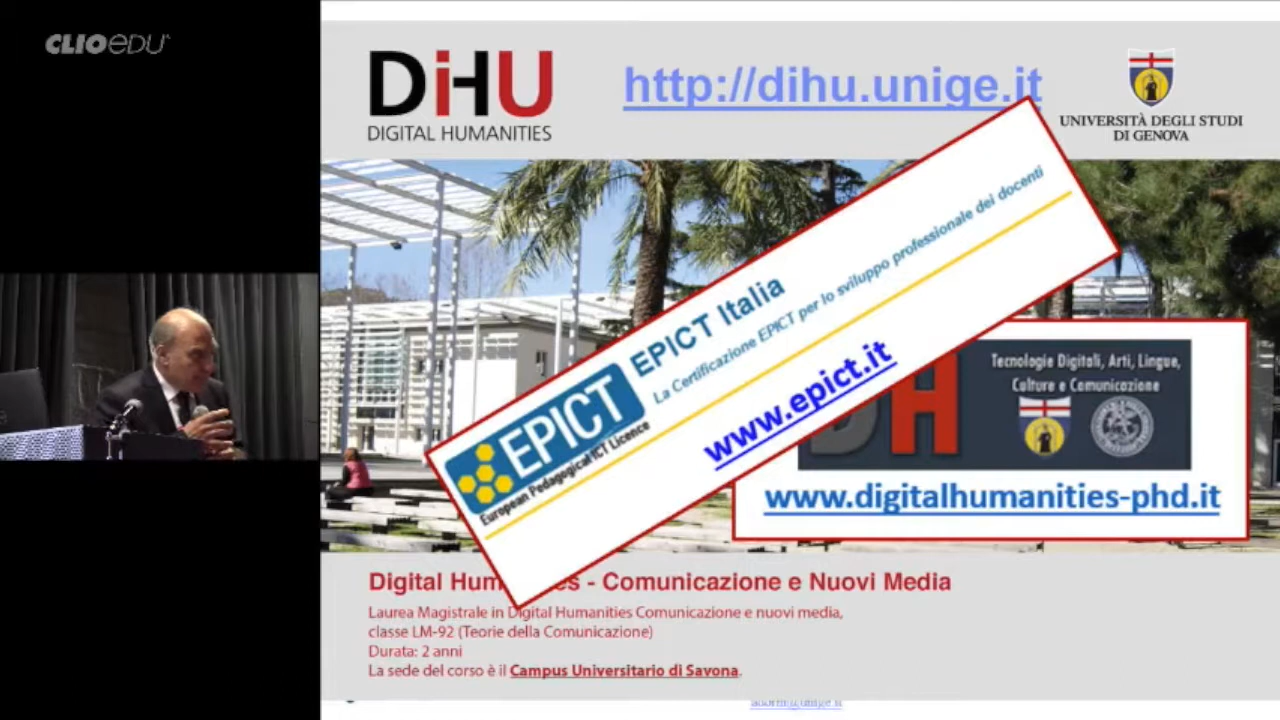 CLIOEDU
DiHU
DIGITAL HUMANITIES
http://dihu.unige.it
UNIVERSITÀ DEGLI STUDI
DI GENOVA
EPICT
European Pedagogical ICT Licence
EPICT Italia
La Certificazione EPICT per lo sviluppo professionale dei docenti
www.epict.it
DH
Tecnologie Digitali, Arti, Lingue,
Culture e Comunicazione
www.digitalhumanities-phd.it
Digital Hum es - Comunicazione e Nuovi Media
Laurea Magistrale in Digital Humanities Comunicazione e nuovi media,
classe LM-92 (Teorie della Comunicazione)
Durata: 2 anni
La sede del corso è il Campus Universitario di Savona.